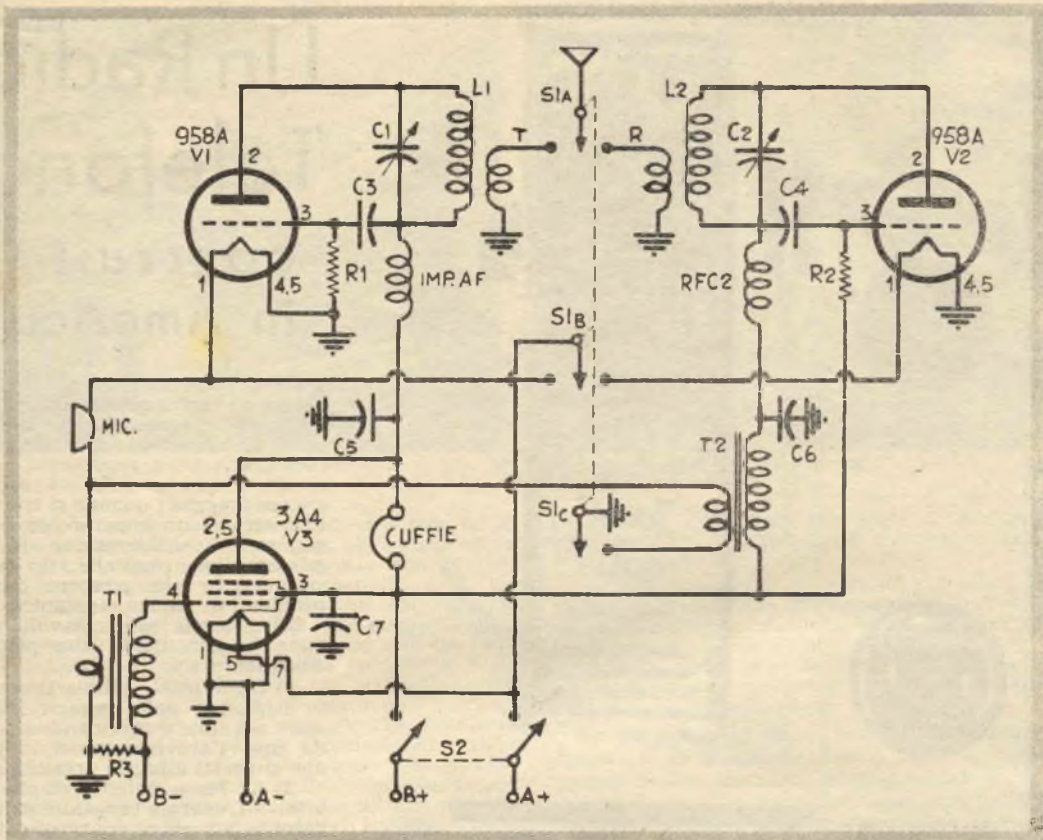 S1A
L1
L2
958A
V1
C1
T
R
C2
958A
V2
2
2
C3
C4
3
3
R1
IMP.AF
RFC2
R2
1
4,5
1
4,5
S1B
MIC.
C5
T2
C6
S1C
3A4
V3
2,5
CUFFIE
T1
4
3
C7
1
5
7
R3
S2
B-
A-
B+
A+